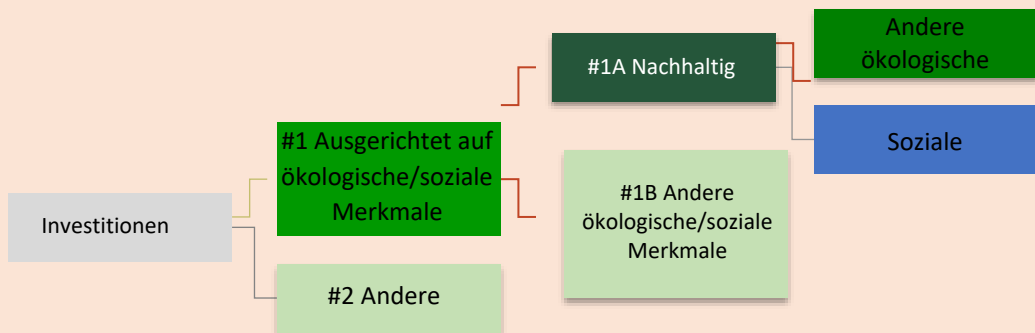 Investitionen
#1 Ausgerichtet auf
ökologische/soziale
Merkmale
#2 Andere
#1A Nachhaltig
#1B Andere
ökologische/soziale
Merkmale
Andere
ökologische
Soziale